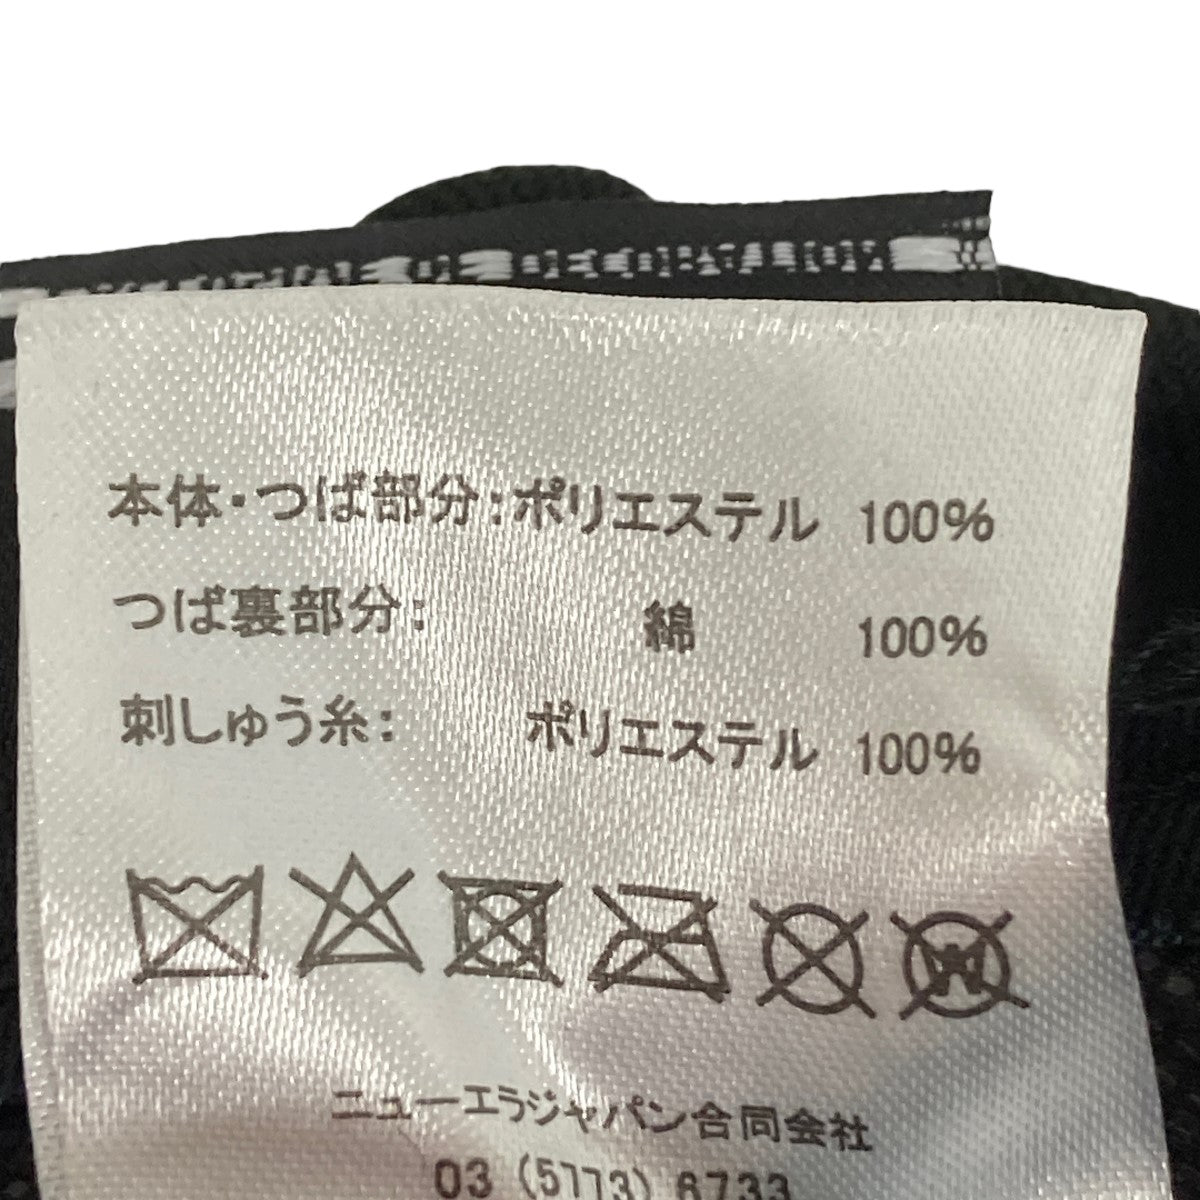 本体・つば部分:ポリエステル 100%
つば裏部分: 綿 100%
刺しゅう糸: ポリエステル 100%
ニューエラジャパン合同会社
03 (5773) 6733